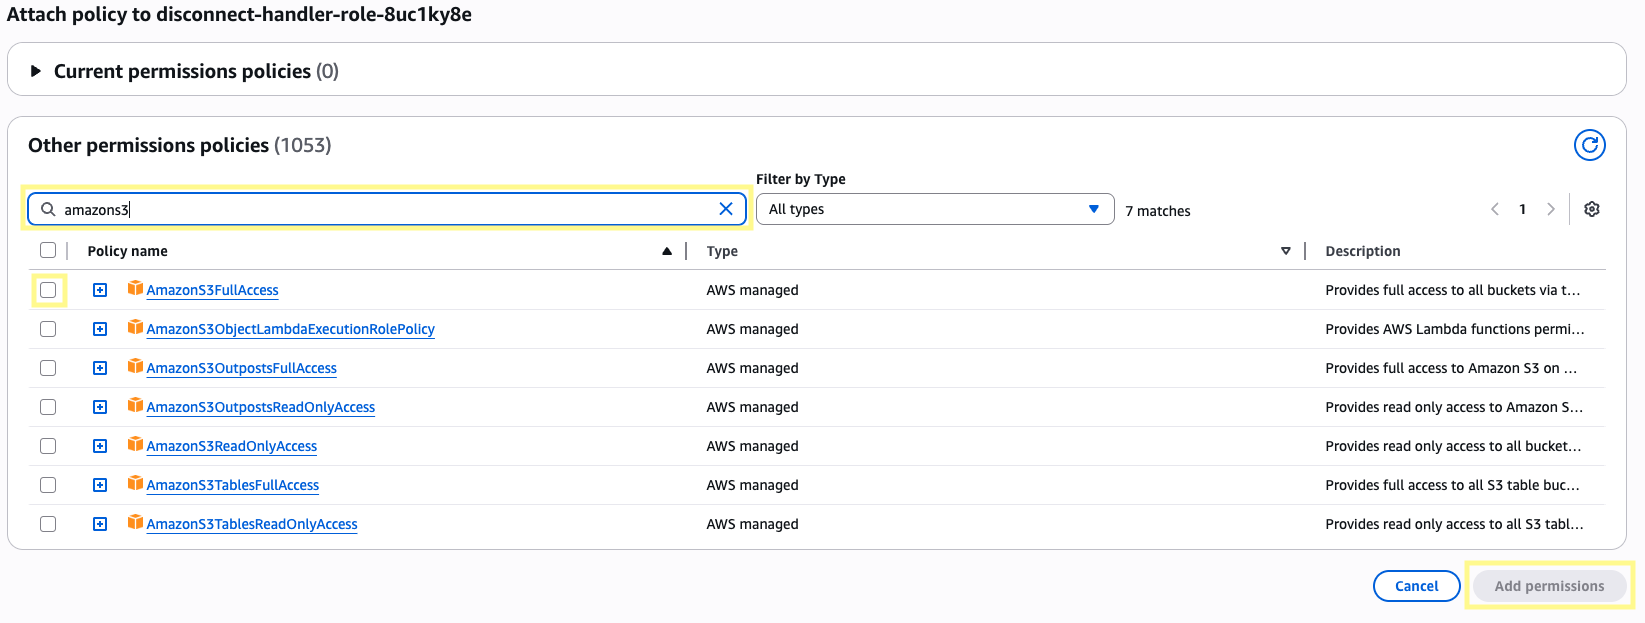 Attach policy to disconnect-handler-role-8uc1ky8e
Current permissions policies (0)
Other permissions policies (1053)
Filter by Type
amazons3
All types
7 matches
1
Policy name
Type
Description
AmazonS3FullAccess
AWS managed
Provides full access to all buckets via t...
AmazonS3ObjectLambdaExecutionRolePolicy
AWS managed
Provides AWS Lambda functions permi...
AmazonS3OutpostsFullAccess
AWS managed
Provides full access to Amazon S3 on ...
AmazonS3OutpostsReadOnlyAccess
AWS managed
Provides read only access to Amazon S...
AmazonS3ReadOnlyAccess
AWS managed
Provides read only access to all bucket...
AmazonS3TablesFullAccess
AWS managed
Provides full access to all S3 table buc...
AmazonS3TablesReadOnlyAccess
AWS managed
Provides read only access to all S3 tabl...
Cancel
Add permissions